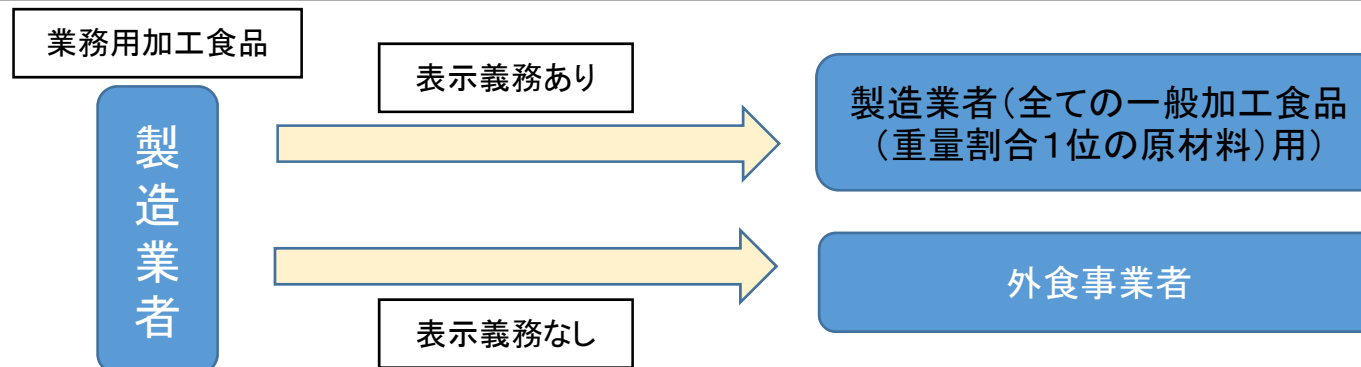 業務用加工食品
製造業者
表示義務あり
製造業者(全ての一般加工食品
(重量割合1位の原材料)用)
表示義務なし
外食事業者